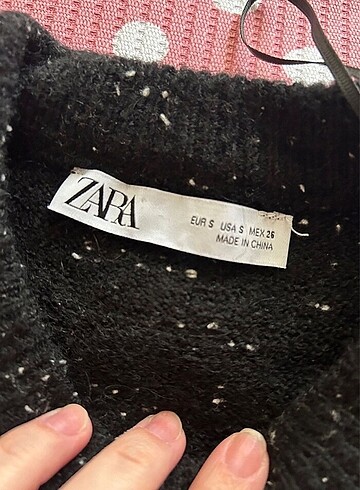 ZARA
EUR S USA S MEX 26
MADE IN CHINA